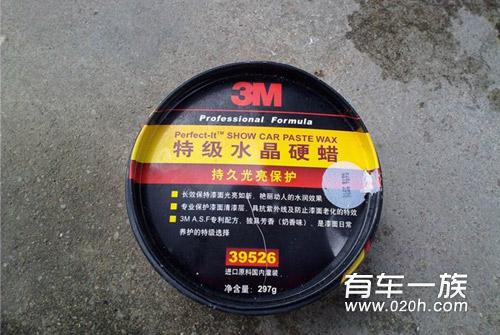 3M
Professional Formula
Perfect-It™ SHOW CAR PASTE WAX
特级水晶硬蜡
持久光亮保护
• 长效保持漆面光亮如新，艳丽动人的水润效果
• 专业保护漆面清漆层，具抗紫外线及防止漆面老化的特效
• 3M A.S.F专利配方，独具芳香（奶香味），是漆面日常
养护的特级选择
39526
进口原料国内灌装
净含量：297g
有车一族
www.020h.com